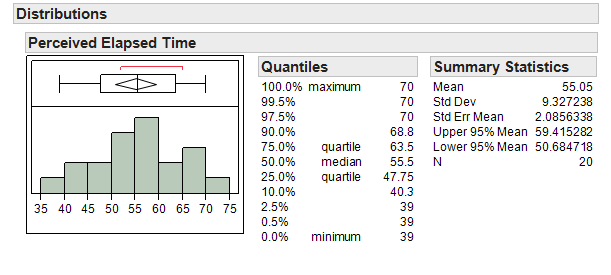 Distributions
Perceived Elapsed Time
35 40 45 50 55 60 65 70 75
Quantiles
100.0% maximum 70
99.5% 70
97.5% 70
90.0% 68.8
75.0% quartile 63.5
50.0% median 55.5
25.0% quartile 47.75
10.0% 40.3
2.5% 39
0.5% 39
0.0% minimum 39
Summary Statistics
Mean 55.05
Std Dev 9.327238
Std Err Mean 2.0856338
Upper 95% Mean 59.415282
Lower 95% Mean 50.684718
N 20